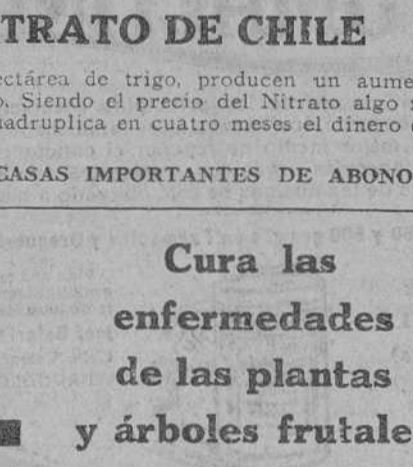 TRATO DE CHILE
ectárea de trigo, producen un aume
o. Siendo el precio del Nitrato algo
uadruplica en cuatro meses el dinero
CASAS IMPORTANTES DE ABONO
Cura las
enfermedades
de las plantas
y árboles frutale